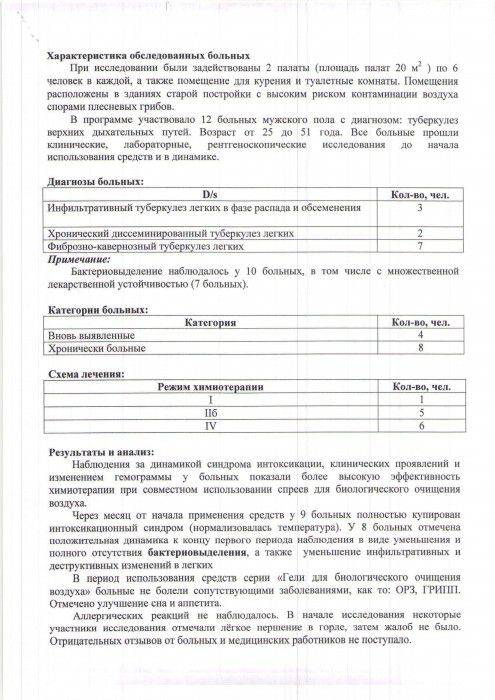 Характеристика обследованных больных
При исследовании были задействованы 2 палаты (площадь палат 20 м² ) по 6
человек в каждой, а также помещение для курения и туалетные комнаты. Помещения
расположены в зданиях старой постройки с высоким риском контаминации воздуха
спорами плесневых грибов.
В программе участвовало 12 больных мужского пола с диагнозом: туберкулез
верхних дыхательных путей. Возраст от 25 до 51 года. Все больные прошли
клинические, лабораторные, рентгеноскопические исследования до начала
использования средств и в динамике.
Диагнозы больных:
D/s Кол-во, чел.
Инфильтративный туберкулез легких в фазе распада и обсеменения 3
Хронический диссеминированный туберкулез легких 2
Фиброзно-кавернозный туберкулез легких 7
Примечание:
Бактериовыделение наблюдалось у 10 больных, в том числе с множественной
лекарственной устойчивостью (7 больных).
Категории больных:
Категория Кол-во, чел.
Вновь выявленные 4
Хронически больные 8
Схема лечения:
Режим химиотерапии Кол-во, чел.
I 1
IIб 5
IV 6
Результаты и анализ:
Наблюдения за динамикой синдрома интоксикации, клинических проявлений и
изменением гемограммы у больных показали более высокую эффективность
химиотерапии при совместном использовании спреев для биологического очищения
воздуха.
Через месяц от начала применения средств у 9 больных полностью купирован
интоксикационный синдром (нормализовалась температура). У 8 больных отмечена
положительная динамика к концу первого периода наблюдения в виде уменьшения и
полного отсутствия бактериовыделения, а также уменьшение инфильтративных и
деструктивных изменений в легких
В период использования средств серии «Гели для биологического очищения
воздуха» больные не болели сопутствующими заболеваниями, как то: ОРЗ, ГРИПП.
Отмечено улучшение сна и аппетита.
Аллергических реакций не наблюдалось. В начале исследования некоторые
участники исследования отмечали лёгкое першение в горле, затем жалоб не было.
Отрицательных отзывов от больных и медицинских работников не поступало.